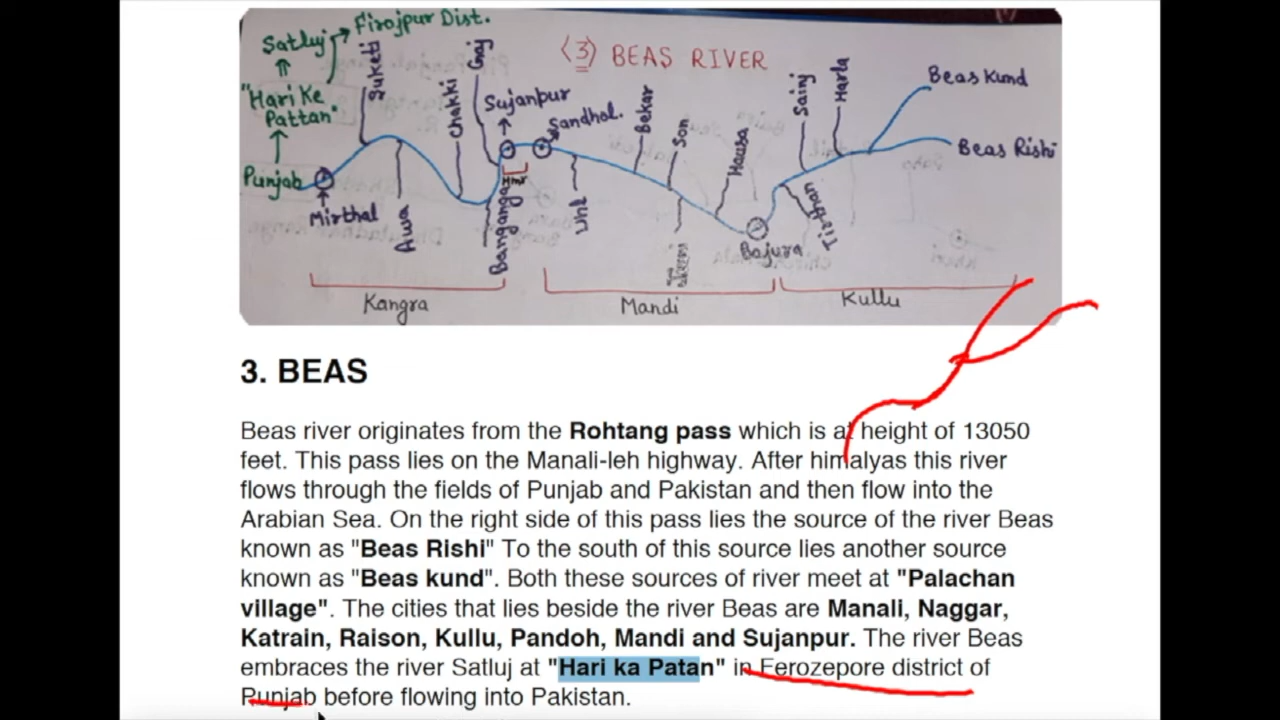 Firojpur Dist.
Satluj
"Hari Ke
Pattan"
Punjab
Mirthal
Suketi
Awa
Chakki
Gaj
Banganga
Sujanpur
Hmr
Sandhol.
<3> BEAS RIVER
Uhl
Bekar
Son
Hausa
Bajura
Sainj
Tirthan
Harla
Beas Kund
Beas Rishi
Kangra
Mandi
Kullu
3. BEAS
Beas river originates from the Rohtang pass which is at height of 13050
feet. This pass lies on the Manali-leh highway. After himalyas this river
flows through the fields of Punjab and Pakistan and then flow into the
Arabian Sea. On the right side of this pass lies the source of the river Beas
known as "Beas Rishi" To the south of this source lies another source
known as "Beas kund". Both these sources of river meet at "Palachan
village". The cities that lies beside the river Beas are Manali, Naggar,
Katrain, Raison, Kullu, Pandoh, Mandi and Sujanpur. The river Beas
embraces the river Satluj at "Hari ka Patan" in Ferozepore district of
Punjab before flowing into Pakistan.